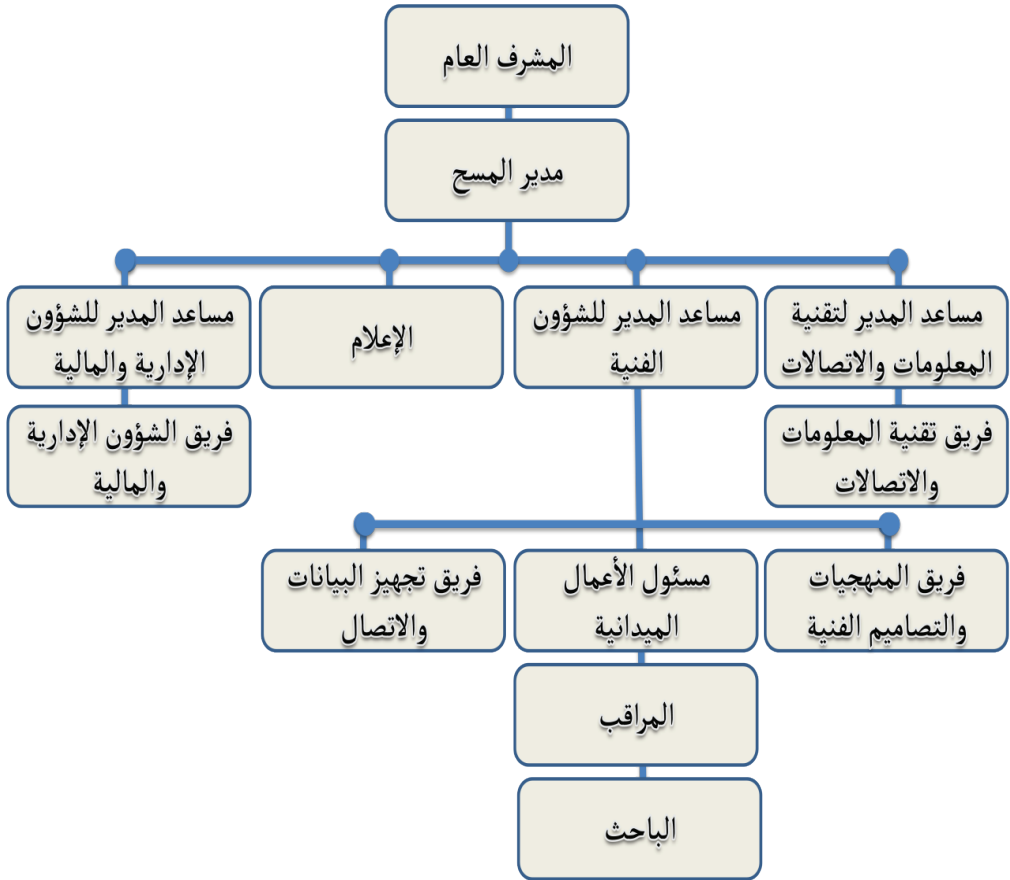 المشرف العام
مدير المسح
مساعد المدير لتقنية
المعلومات والاتصالات
مساعد المدير للشؤون
الفنية
الإعلام
مساعد المدير للشؤون
الإدارية والمالية
فريق تقنية المعلومات
والاتصالات
فريق الشؤون الإدارية
والمالية
فريق المنهجيات
والتصاميم الفنية
مسئول الأعمال
الميدانية
فريق تجهيز البيانات
والاتصال
المراقب
الباحث